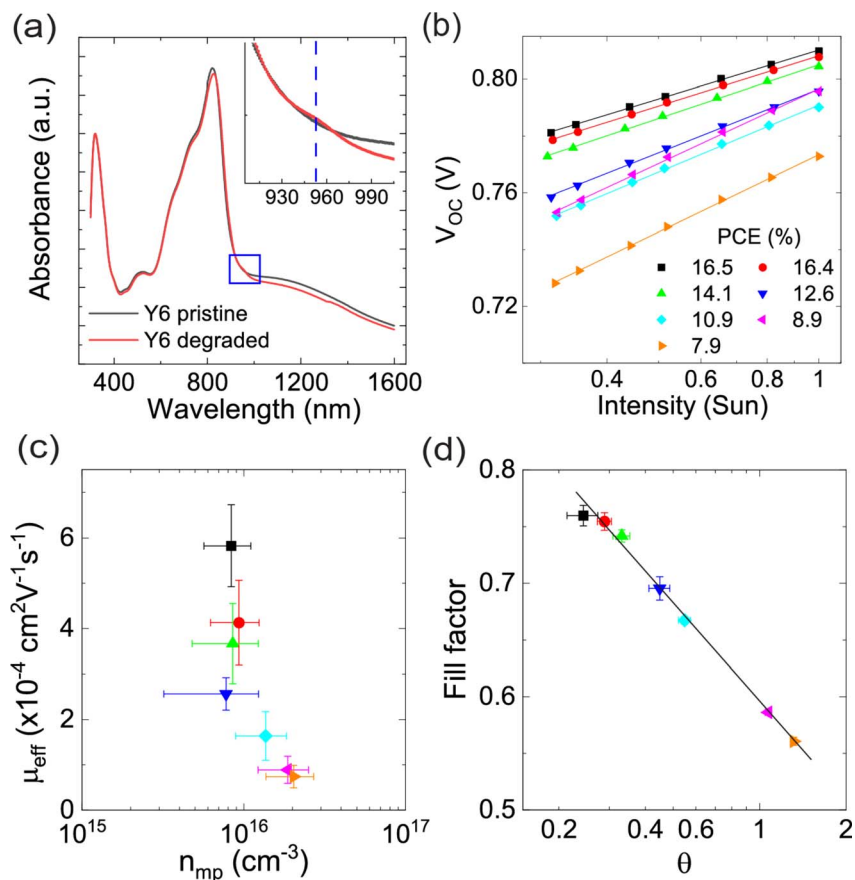 (a)
Absorbance (a.u.)
930 960 990
Y6 pristine
Y6 degraded
400 800 1200 1600
Wavelength (nm)
(b)
V_OC (V)
0.80
0.76
0.72
PCE (%)
16.5 16.4
14.1 12.6
10.9 8.9
7.9
0.4 0.6 0.8 1
Intensity (Sun)
(c)
μ_eff (x10⁻⁴ cm²V⁻¹s⁻¹)
6
4
2
0
10¹⁵ 10¹⁶ 10¹⁷
n_mp (cm⁻³)
(d)
Fill factor
0.8
0.7
0.6
0.5
0.2 0.4 0.6 1 2
θ